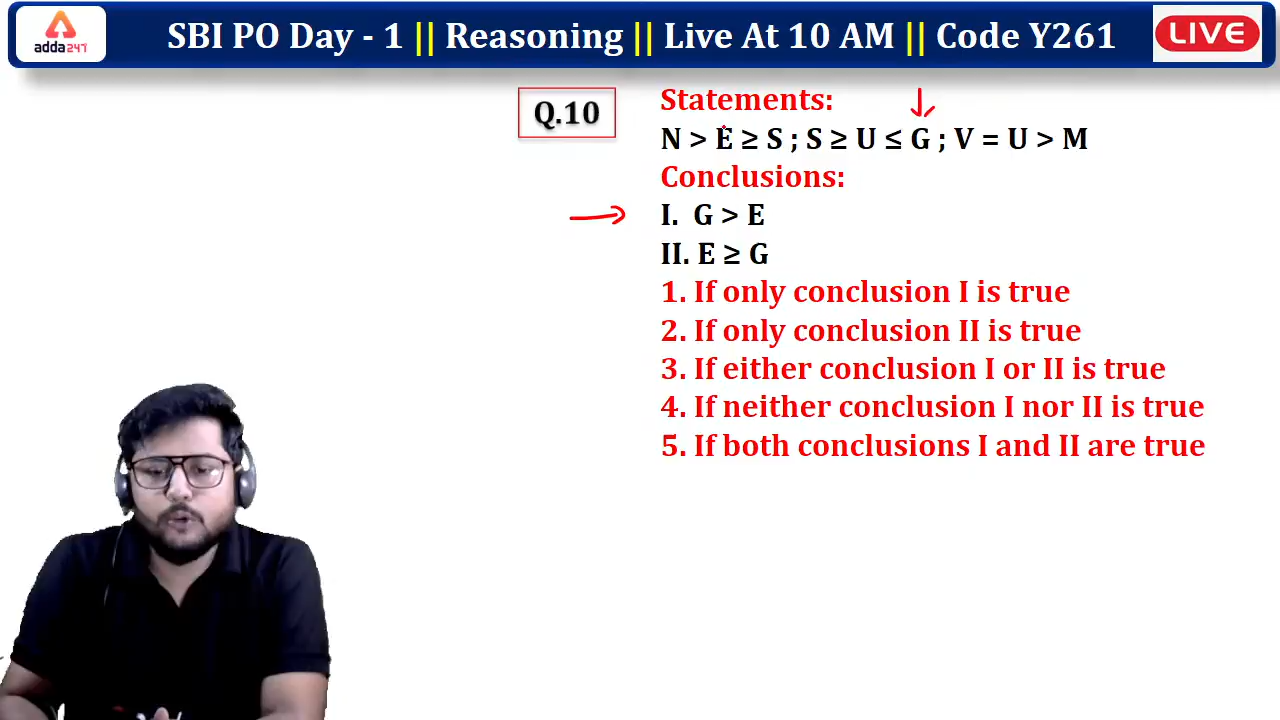 adda247
SBI PO Day - 1 || Reasoning || Live At 10 AM || Code Y261
LIVE
Q.10
Statements:
N > E ≥ S ; S ≥ U ≤ G ; V = U > M
Conclusions:
I. G > E
II. E ≥ G
1. If only conclusion I is true
2. If only conclusion II is true
3. If either conclusion I or II is true
4. If neither conclusion I nor II is true
5. If both conclusions I and II are true